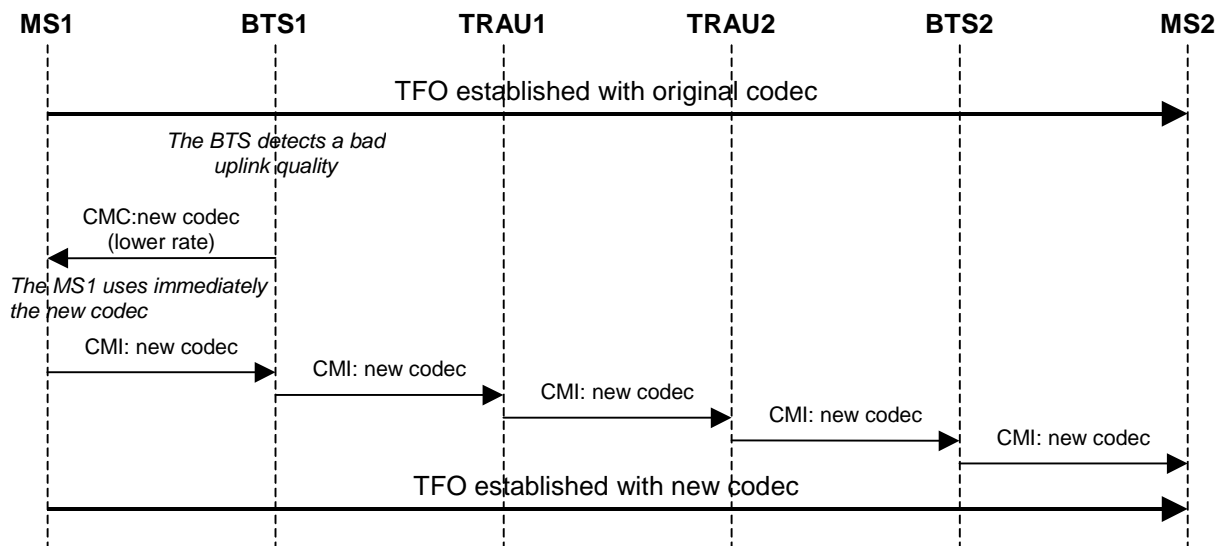 MS1 BTS1 TRAU1 TRAU2 BTS2 MS2
TFO established with original codec
The BTS detects a bad
uplink quality
CMC:new codec
(lower rate)
The MS1 uses immediately
the new codec
CMI: new codec
CMI: new codec
CMI: new codec
CMI: new codec
CMI: new codec
TFO established with new codec